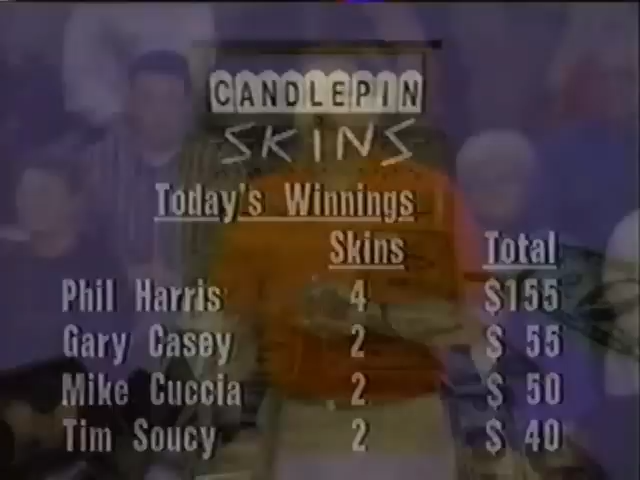 CANDLEPIN
SKINS
Today's Winnings
Skins Total
Phil Harris 4 $155
Gary Casey 2 $ 55
Mike Cuccia 2 $ 50
Tim Soucy 2 $ 40